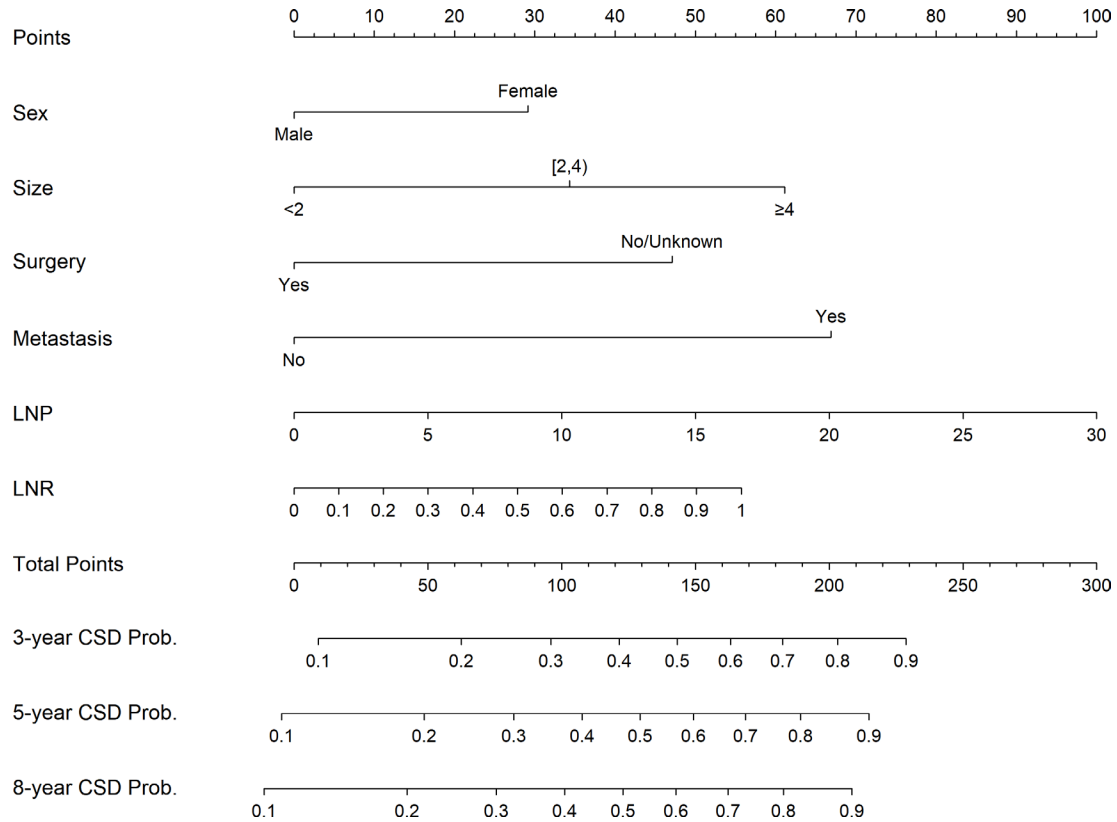 Points 0 10 20 30 40 50 60 70 80 90 100
Female
Sex
Male
[2,4)
Size
<2 ≥4
No/Unknown
Surgery
Yes
Yes
Metastasis
No
LNP
0 5 10 15 20 25 30
LNR
0 0.1 0.2 0.3 0.4 0.5 0.6 0.7 0.8 0.9 1
Total Points
0 50 100 150 200 250 300
3-year CSD Prob.
0.1 0.2 0.3 0.4 0.5 0.6 0.7 0.8 0.9
5-year CSD Prob.
0.1 0.2 0.3 0.4 0.5 0.6 0.7 0.8 0.9
8-year CSD Prob.
0.1 0.2 0.3 0.4 0.5 0.6 0.7 0.8 0.9